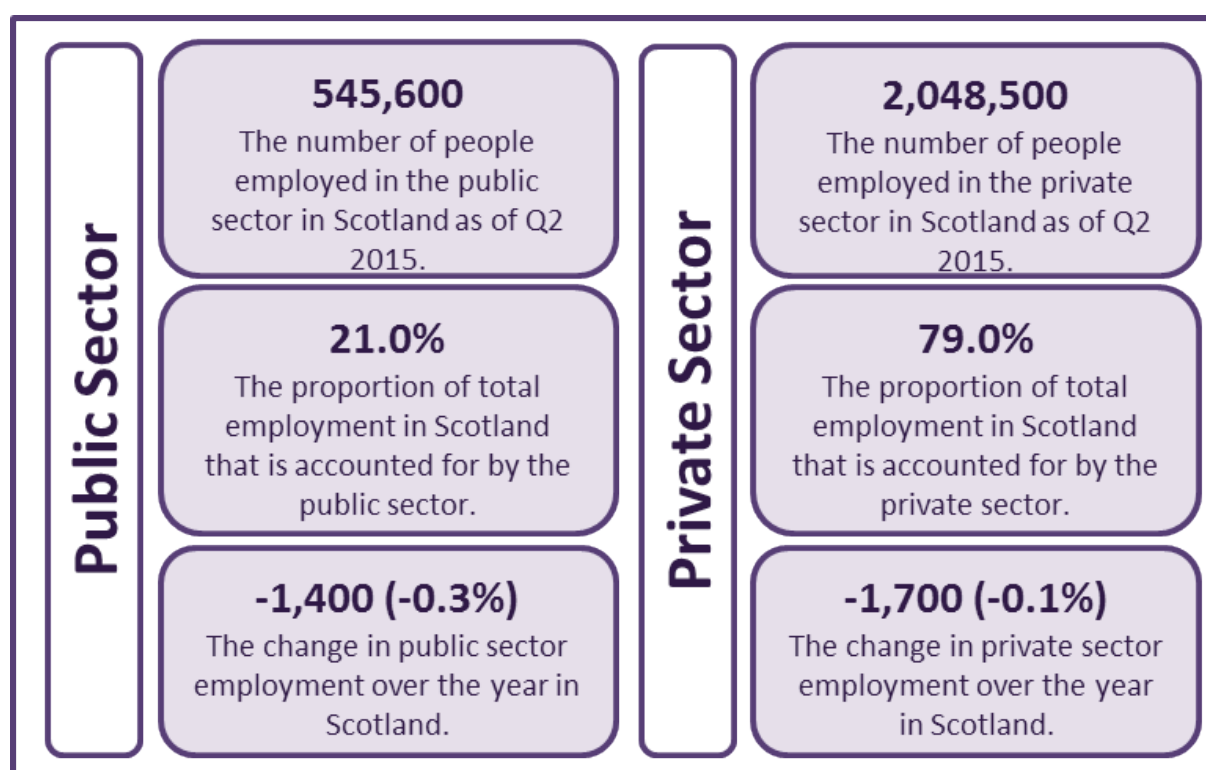 Public Sector
545,600
The number of people
employed in the public
sector in Scotland as of Q2
2015.
21.0%
The proportion of total
employment in Scotland
that is accounted for by the
public sector.
-1,400 (-0.3%)
The change in public sector
employment over the year in
Scotland.
Private Sector
2,048,500
The number of people
employed in the private
sector in Scotland as of Q2
2015.
79.0%
The proportion of total
employment in Scotland
that is accounted for by the
private sector.
-1,700 (-0.1%)
The change in private sector
employment over the year
in Scotland.